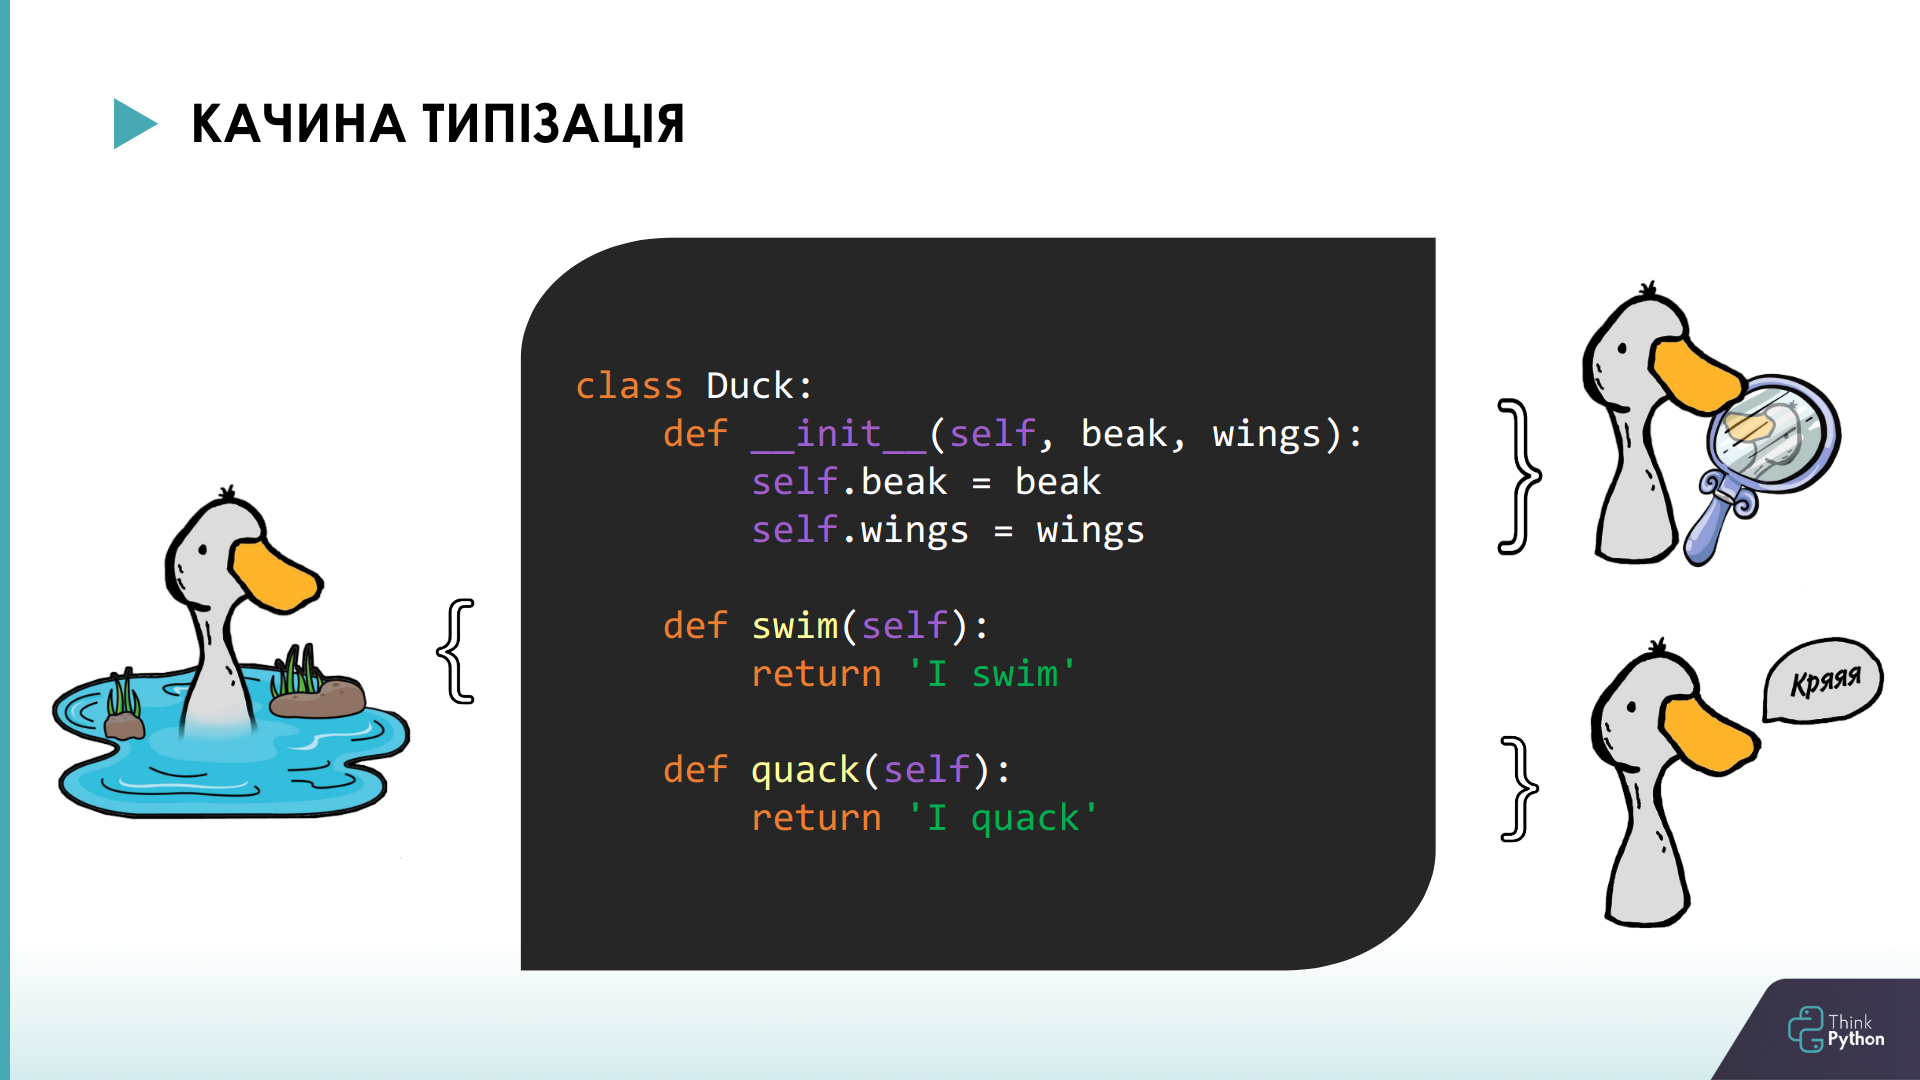 КАЧИНА ТИПІЗАЦІЯ
class Duck:
    def __init__(self, beak, wings):
        self.beak = beak
        self.wings = wings

    def swim(self):
        return 'I swim'

    def quack(self):
        return 'I quack'
Кряяя
Think
Python